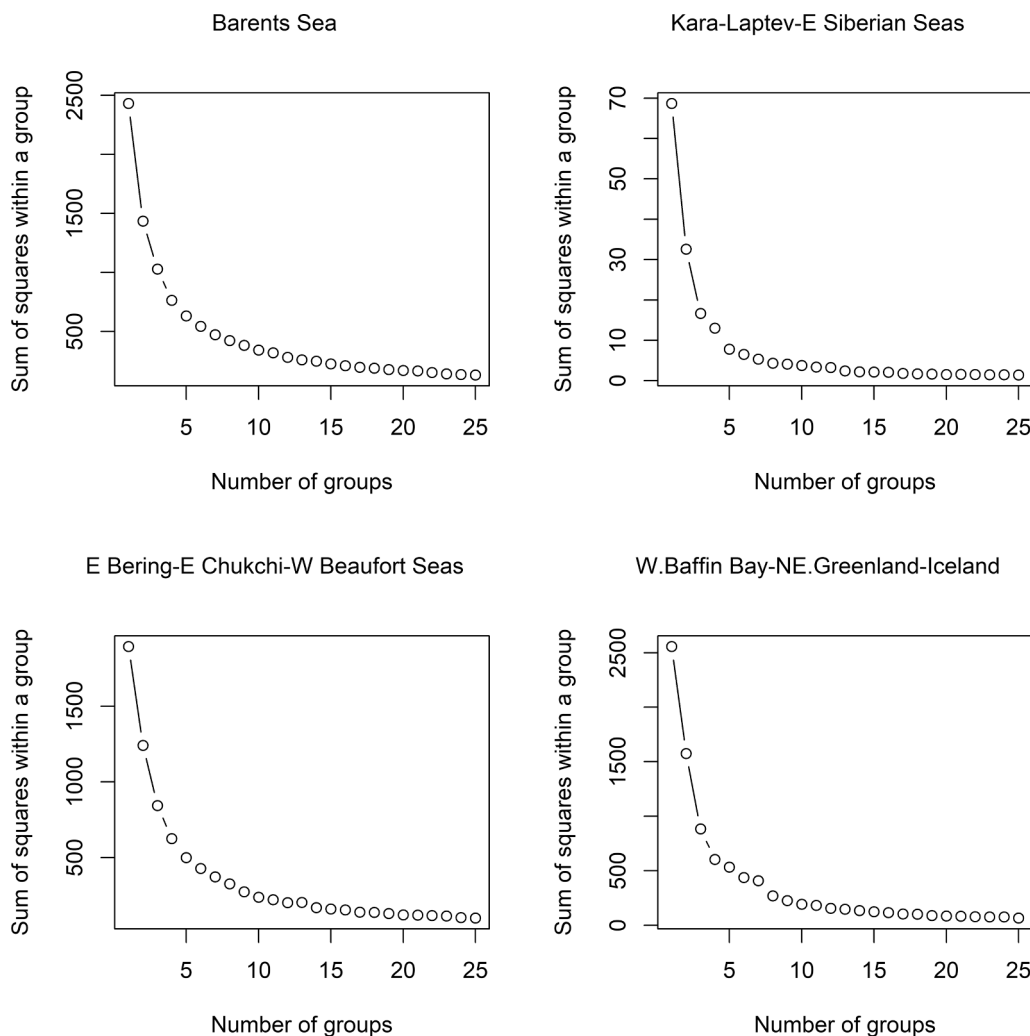 Barents Sea
Sum of squares within a group
2500
1500
500
5 10 15 20 25
Number of groups
Kara-Laptev-E Siberian Seas
Sum of squares within a group
70
50
30
10
0
5 10 15 20 25
Number of groups
E Bering-E Chukchi-W Beaufort Seas
Sum of squares within a group
1500
1000
500
5 10 15 20 25
Number of groups
W.Baffin Bay-NE.Greenland-Iceland
Sum of squares within a group
2500
1500
500
0
5 10 15 20 25
Number of groups